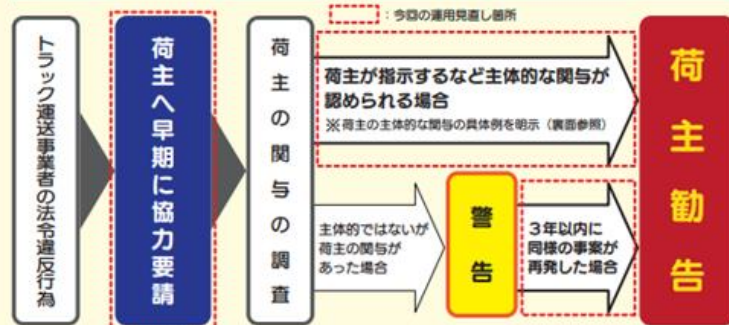 ：今回の運用見直し箇所
トラック運送事業者の法令違反行為
荷主へ早期に協力要請
荷主の関与の調査
荷主が指示するなど主体的な関与が
認められる場合
※荷主の主体的な関与の具体例を明示（裏面参照）
主体的ではないが
荷主の関与が
あった場合
警告
３年以内に
同様の事案が
再発した場合
荷主勧告